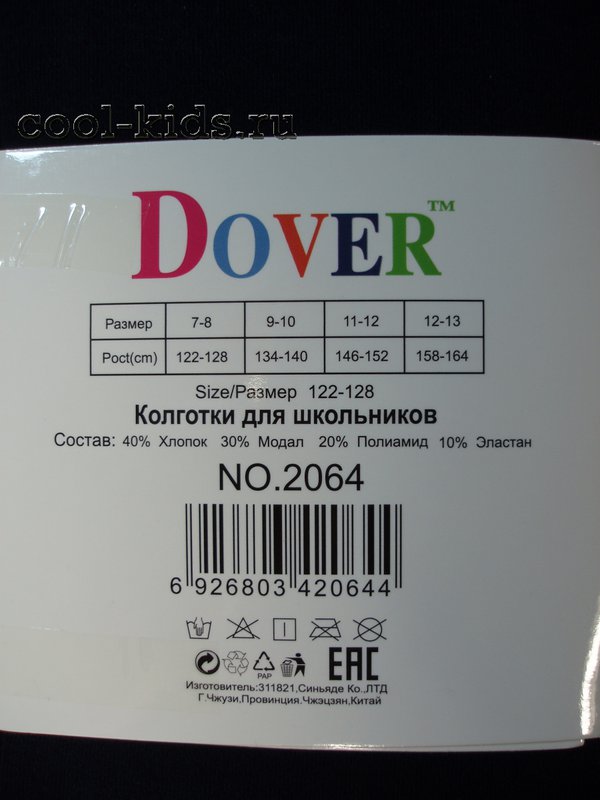 cool-kids.ru
DOVER™
Размер 7-8 9-10 11-12 12-13
Рост(cm) 122-128 134-140 146-152 158-164
Size/Размер 122-128
Колготки для школьников
Состав: 40% Хлопок 30% Модал 20% Полиамид 10% Эластан
NO.2064
6 926803 420644
PAP EAC
Изготовитель:311821,Синьяде Ко.,ЛТД
Г.Чжузи,Провинция.Чжэцзян,Китай